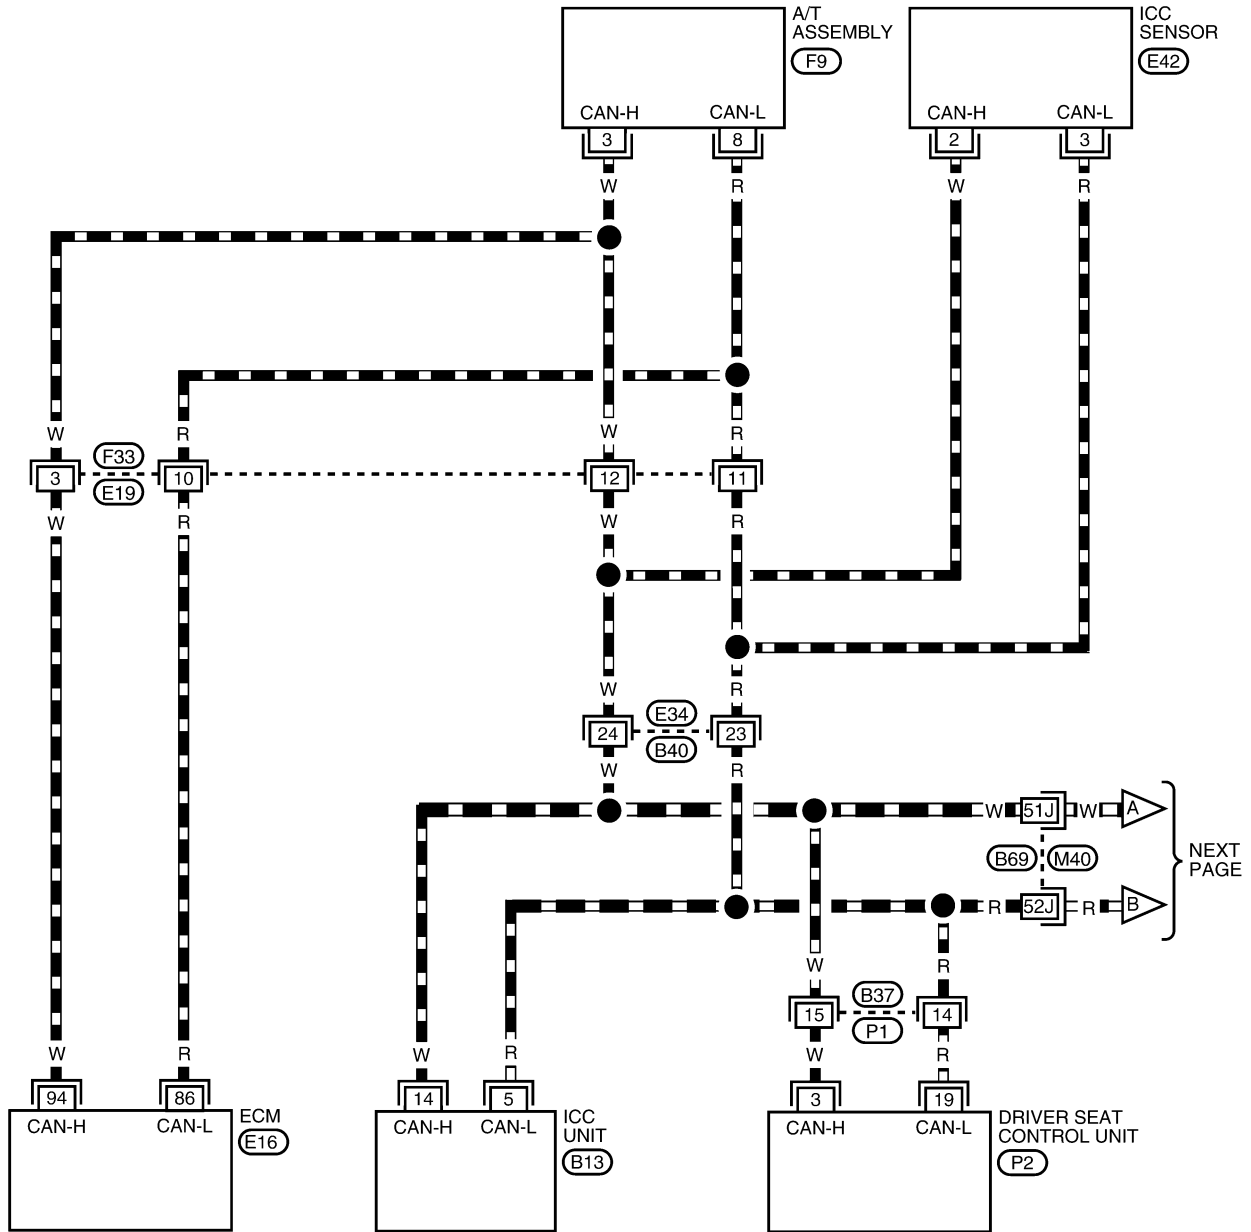 A/T
ASSEMBLY
F9
ICC
SENSOR
E42
CAN-H
CAN-L
CAN-H
CAN-L
3
8
2
3
W
R
W
R
W
R
W
R
F33
3
10
12
11
E19
W
R
W
R
W
R
E34
24
23
B40
W
R
W
51J
W
A
B69
M40
NEXT
PAGE
R
52J
R
B
W
R
B37
15
14
P1
W
R
W
R
W
R
94
86
14
5
3
19
CAN-H
CAN-L
ECM
E16
CAN-H
CAN-L
ICC
UNIT
B13
CAN-H
CAN-L
DRIVER SEAT
CONTROL UNIT
P2